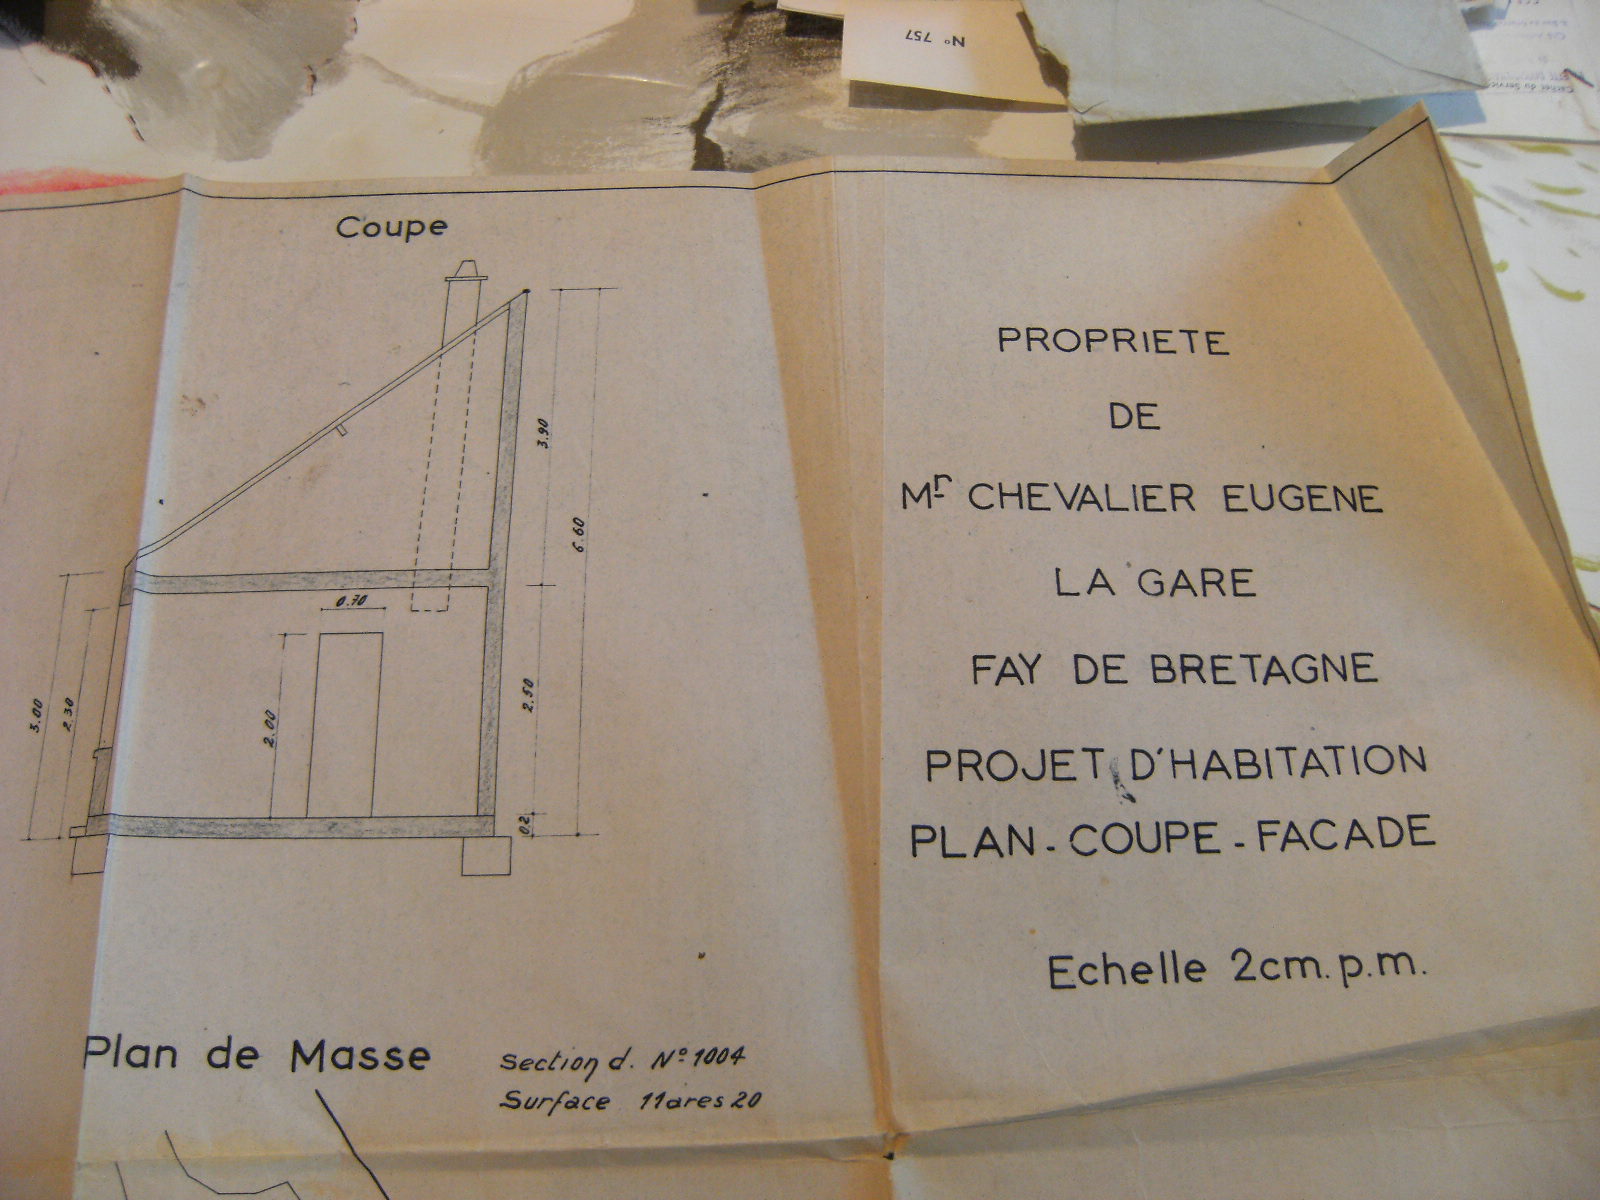 N° 757
Coupe
3.90
6.60
0.70
3.00
2.30
2.00
2.50
0.2
PROPRIETE
DE
Mr CHEVALIER EUGENE
LA GARE
FAY DE BRETAGNE
PROJET D'HABITATION
PLAN - COUPE - FACADE
Echelle 2cm.p.m.
Plan de Masse
Section d. N° 1004
Surface 11ares 20